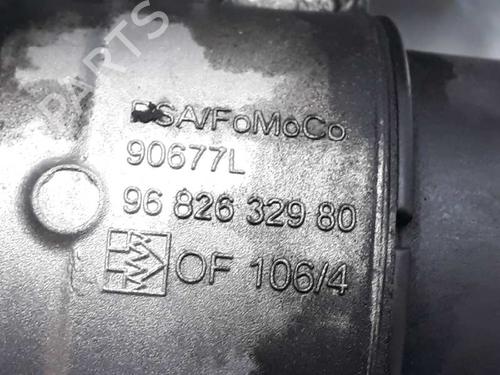 PARTS
PSA/FoMoCo
90677L
96 826 329 80
OF 106/4